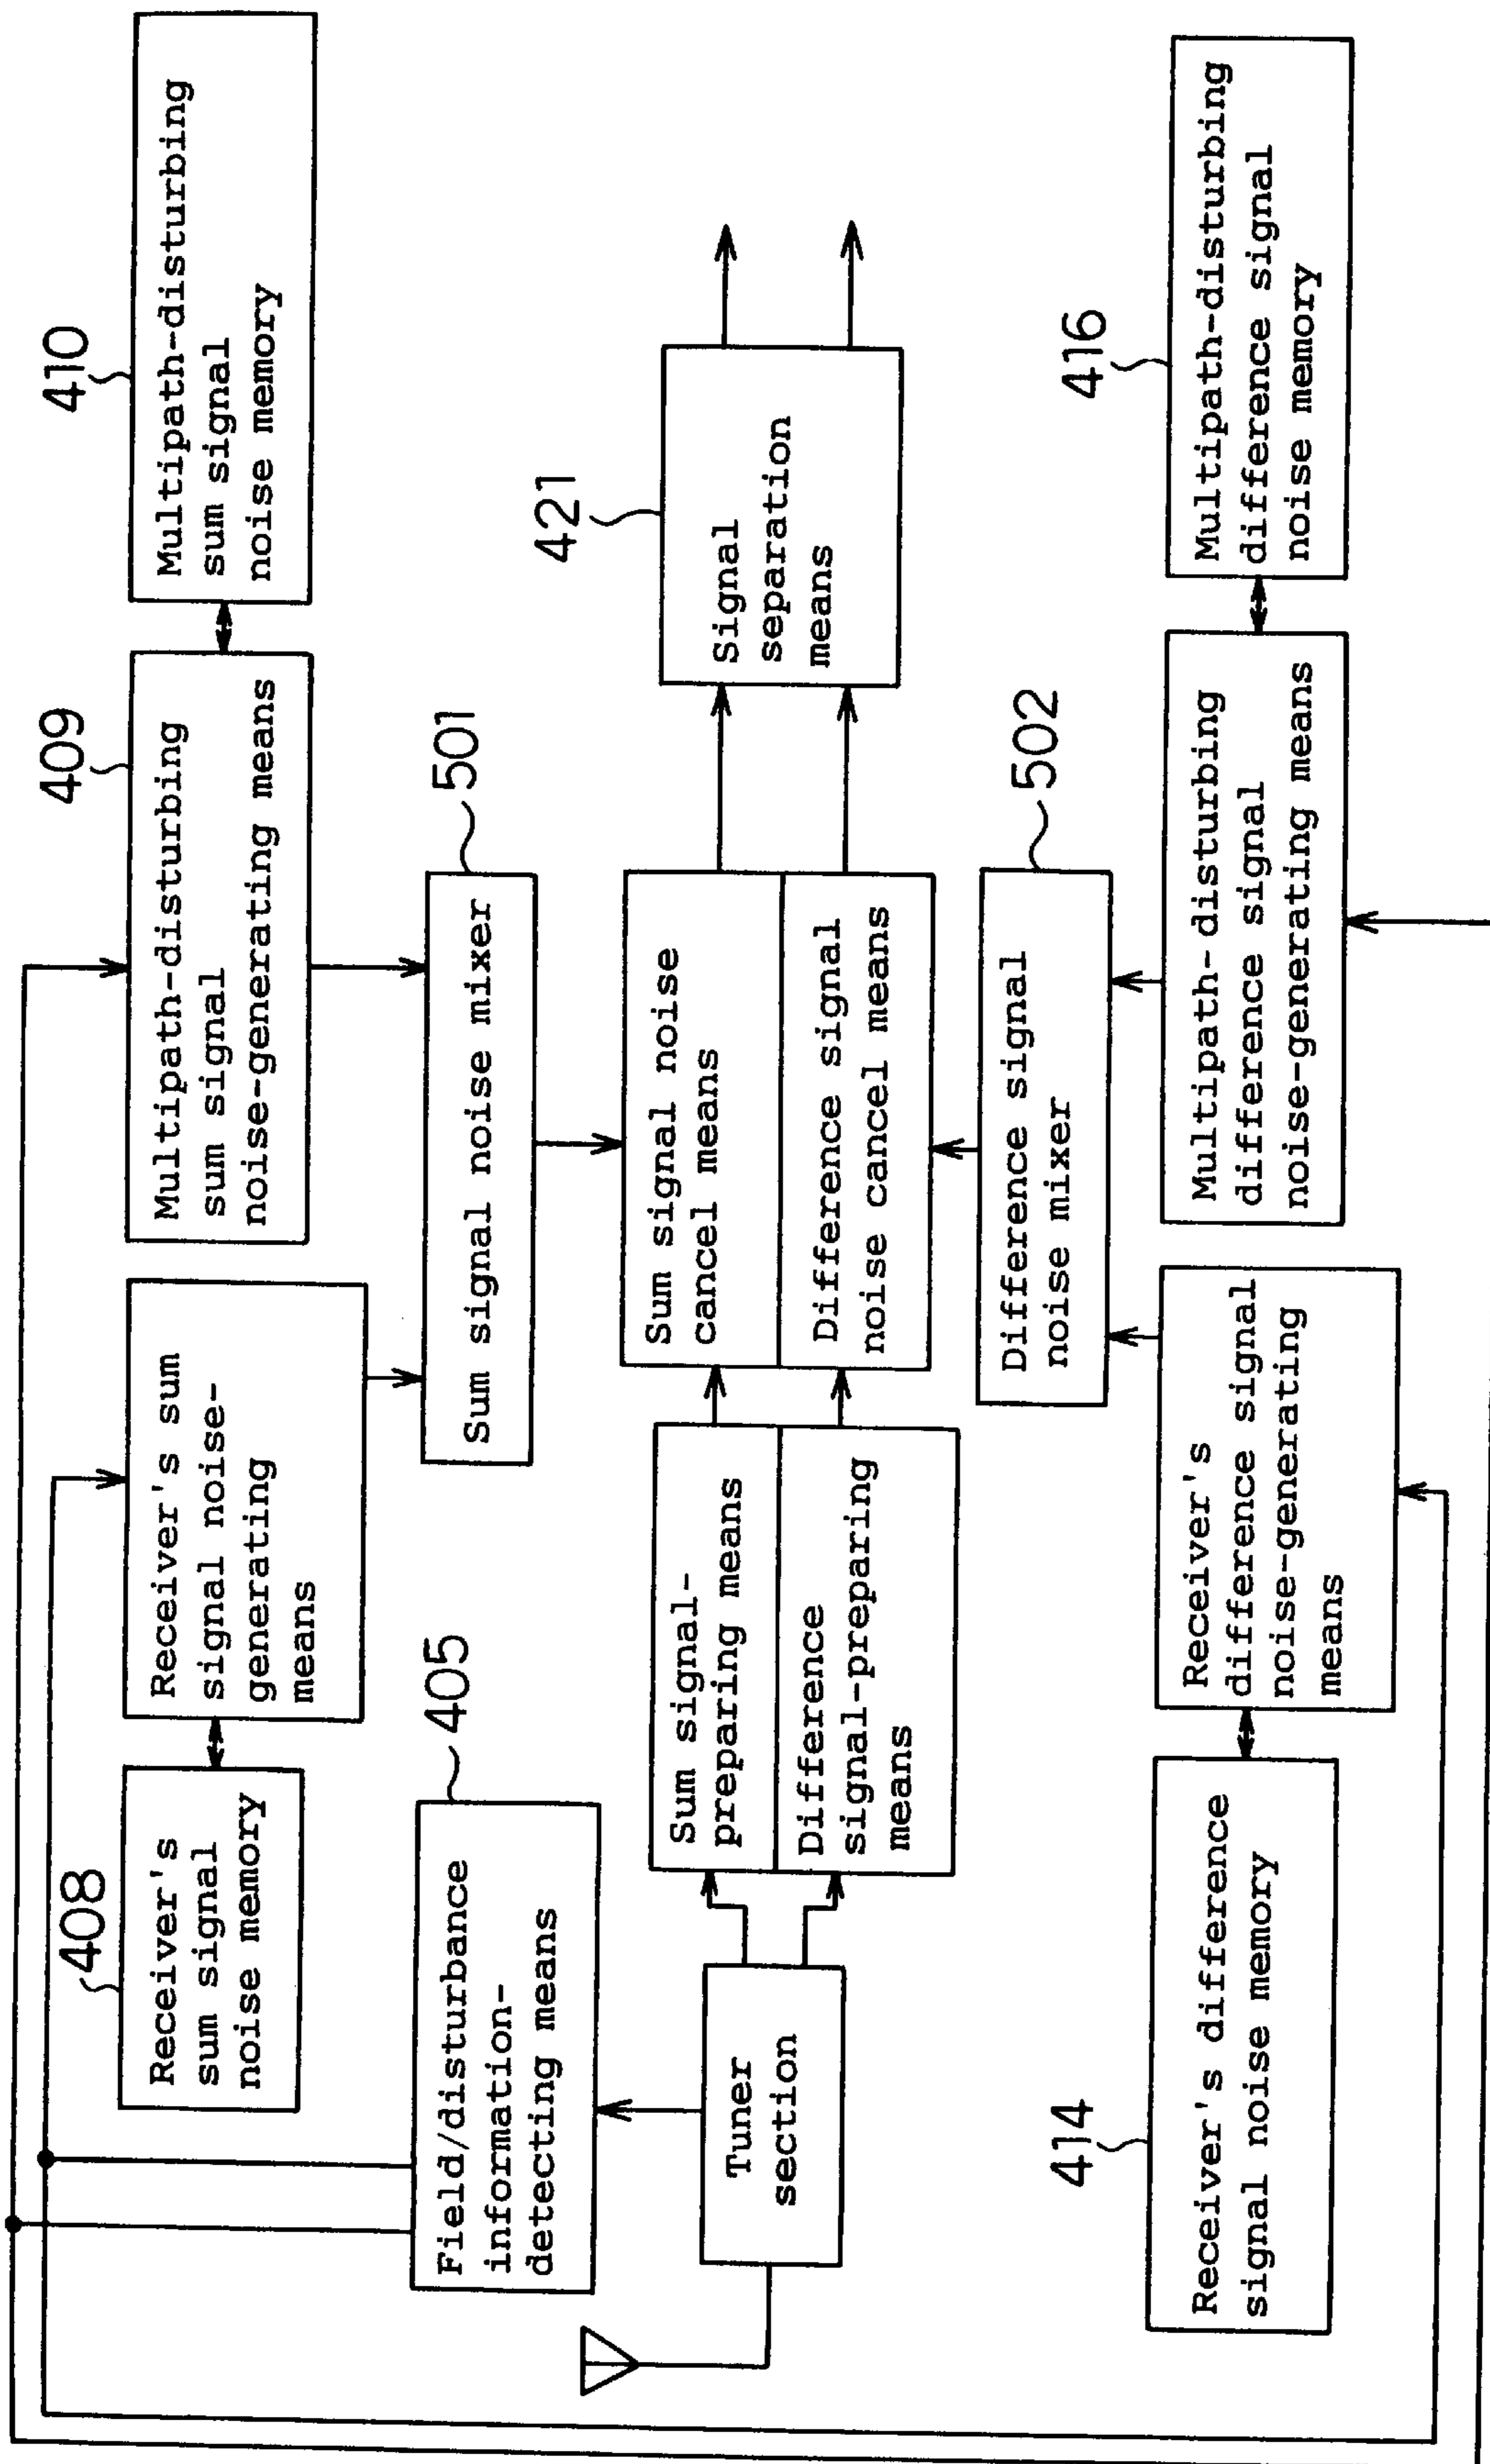 408
Receiver's
sum signal
noise memory
Receiver's sum
signal noise-
generating
means
409
Multipath-disturbing
sum signal
noise-generating means
410
Multipath-disturbing
sum signal
noise memory
405
Field/disturbance
information-
detecting means
Sum signal noise mixer
501
Tuner
section
Sum signal-
preparing means
Difference
signal-preparing
means
Sum signal noise
cancel means
Difference signal
noise cancel means
421
Signal
separation
means
Difference signal
noise mixer
502
414
Receiver's difference
signal noise memory
Receiver's
difference signal
noise-generating
means
Multipath-disturbing
difference signal
noise-generating means
416
Multipath-disturbing
difference signal
noise memory